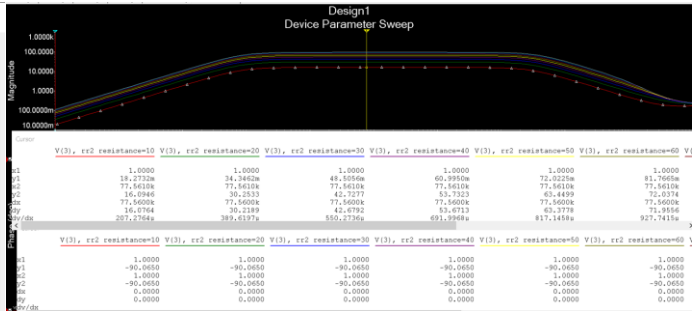 Design1
Device Parameter Sweep
1.0000k
100.0000
10.0000
1.0000
100.0000m
10.0000m
Magnitude
Cursor
V(3), rr2 resistance=10 V(3), rr2 resistance=20 V(3), rr2 resistance=30 V(3), rr2 resistance=40 V(3), rr2 resistance=50 V(3), rr2 resistance=60
x1 1.0000 1.0000 1.0000 1.0000 1.0000 1.0000
y1 18.2732m 34.3462m 48.5056m 60.9950m 72.0225m 81.7665m
x2 77.5610k 77.5610k 77.5610k 77.5610k 77.5610k 77.5610k
y2 16.0946 30.2533 42.7277 53.7323 63.4499 72.0374
dx 77.5600k 77.5600k 77.5600k 77.5600k 77.5600k 77.5600k
dy 16.0764 30.2189 42.6792 53.6713 63.3778 71.9556
dy/dx 207.2764µ 389.6197µ 550.2736µ 691.9968µ 817.1458µ 927.7415µ
V(3), rr2 resistance=10 V(3), rr2 resistance=20 V(3), rr2 resistance=30 V(3), rr2 resistance=40 V(3), rr2 resistance=50 V(3), rr2 resistance=60
x1 1.0000 1.0000 1.0000 1.0000 1.0000 1.0000
y1 -90.0650 -90.0650 -90.0650 -90.0650 -90.0650 -90.0650
x2 1.0000 1.0000 1.0000 1.0000 1.0000 1.0000
y2 -90.0650 -90.0650 -90.0650 -90.0650 -90.0650 -90.0650
dx 0.0000 0.0000 0.0000 0.0000 0.0000 0.0000
dy 0.0000 0.0000 0.0000 0.0000 0.0000 0.0000
dy/dx